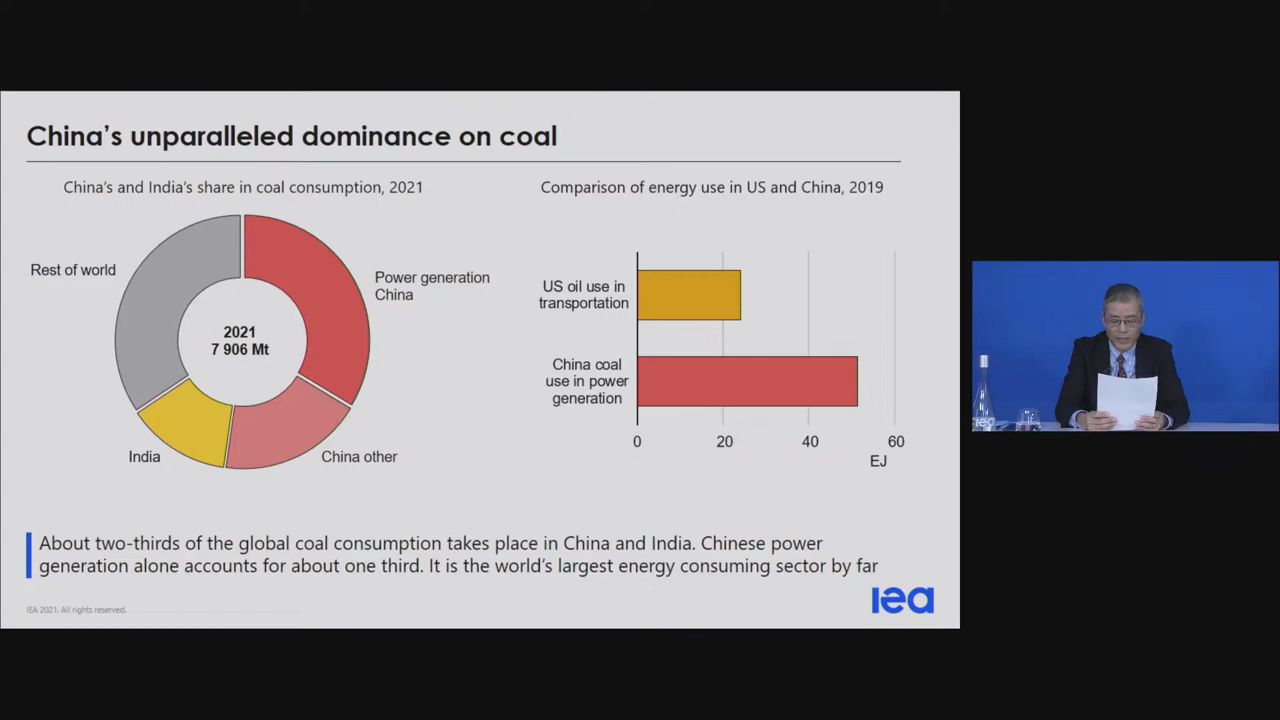 China's unparalleled dominance on coal
China's and India's share in coal consumption, 2021
Rest of world
Power generation
China
2021
7 906 Mt
India
China other
Comparison of energy use in US and China, 2019
US oil use in
transportation
China coal
use in power
generation
0 20 40 60
EJ
About two-thirds of the global coal consumption takes place in China and India. Chinese power
generation alone accounts for about one third. It is the world's largest energy consuming sector by far
IEA 2021. All rights reserved.
iea
iea